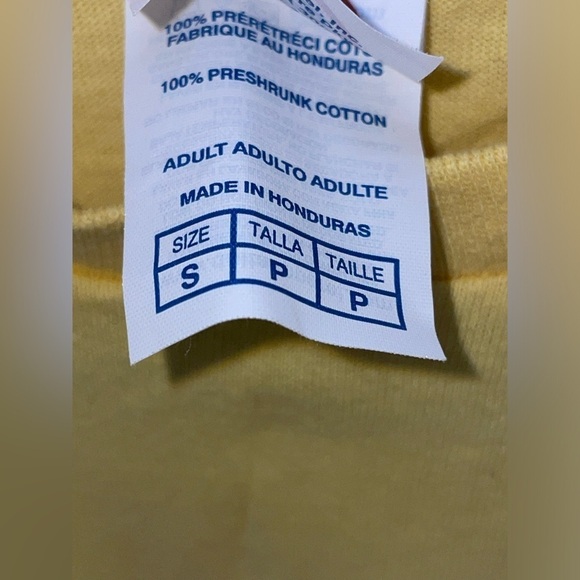 100% PRÉRÉTRÉCI COT
FABRIQUE AU HONDURAS
100% PRESHRUNK COTTON
ADULT ADULTO ADULTE
MADE IN HONDURAS
SIZE TALLA TAILLE
S P P